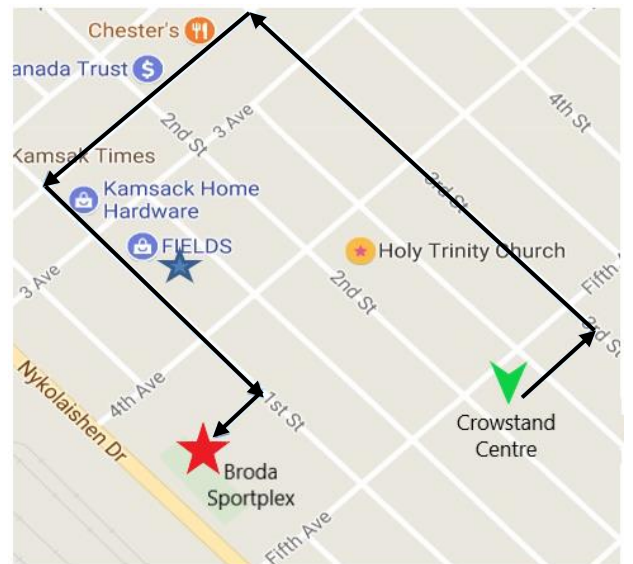 Chester's
anada Trust
4th St
2nd St
3 Ave
Kamsak Times
Kamsack Home
Hardware
3rd St
FIELDS
Holy Trinity Church
3 Ave
2nd St
Fifth A
3rd St
Nykolaishen Dr
4th Ave
1st St
Crowstand
Centre
Broda
Sportplex
Fifth Ave